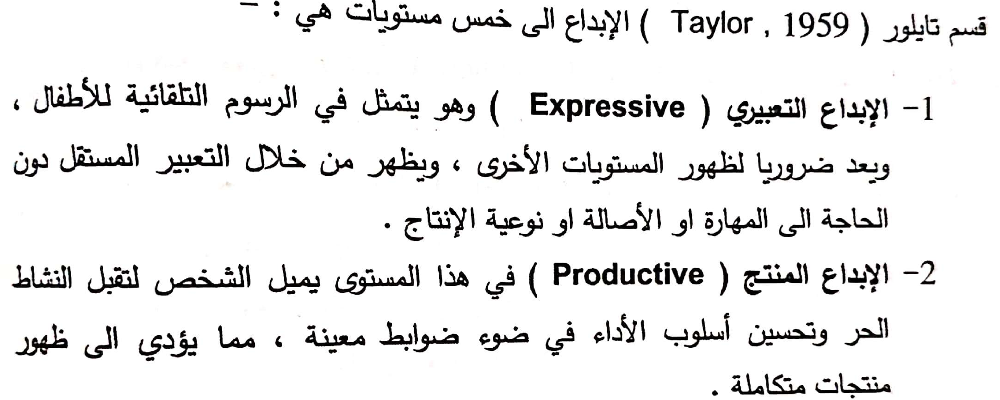 قسم تايلور ( Taylor , 1959 ) الإبداع الى خمس مستويات هي : –
1- الإبداع التعبيري ( Expressive ) وهو يتمثل في الرسوم التلقائية للأطفال ،
ويعد ضروريا لظهور المستويات الأخرى ، ويظهر من خلال التعبير المستقل دون
الحاجة الى المهارة او الأصالة او نوعية الإنتاج .
2- الإبداع المنتج ( Productive ) في هذا المستوى يميل الشخص لتقبل النشاط
الحر وتحسين أسلوب الأداء في ضوء ضوابط معينة ، مما يؤدي الى ظهور
منتجات متكاملة .